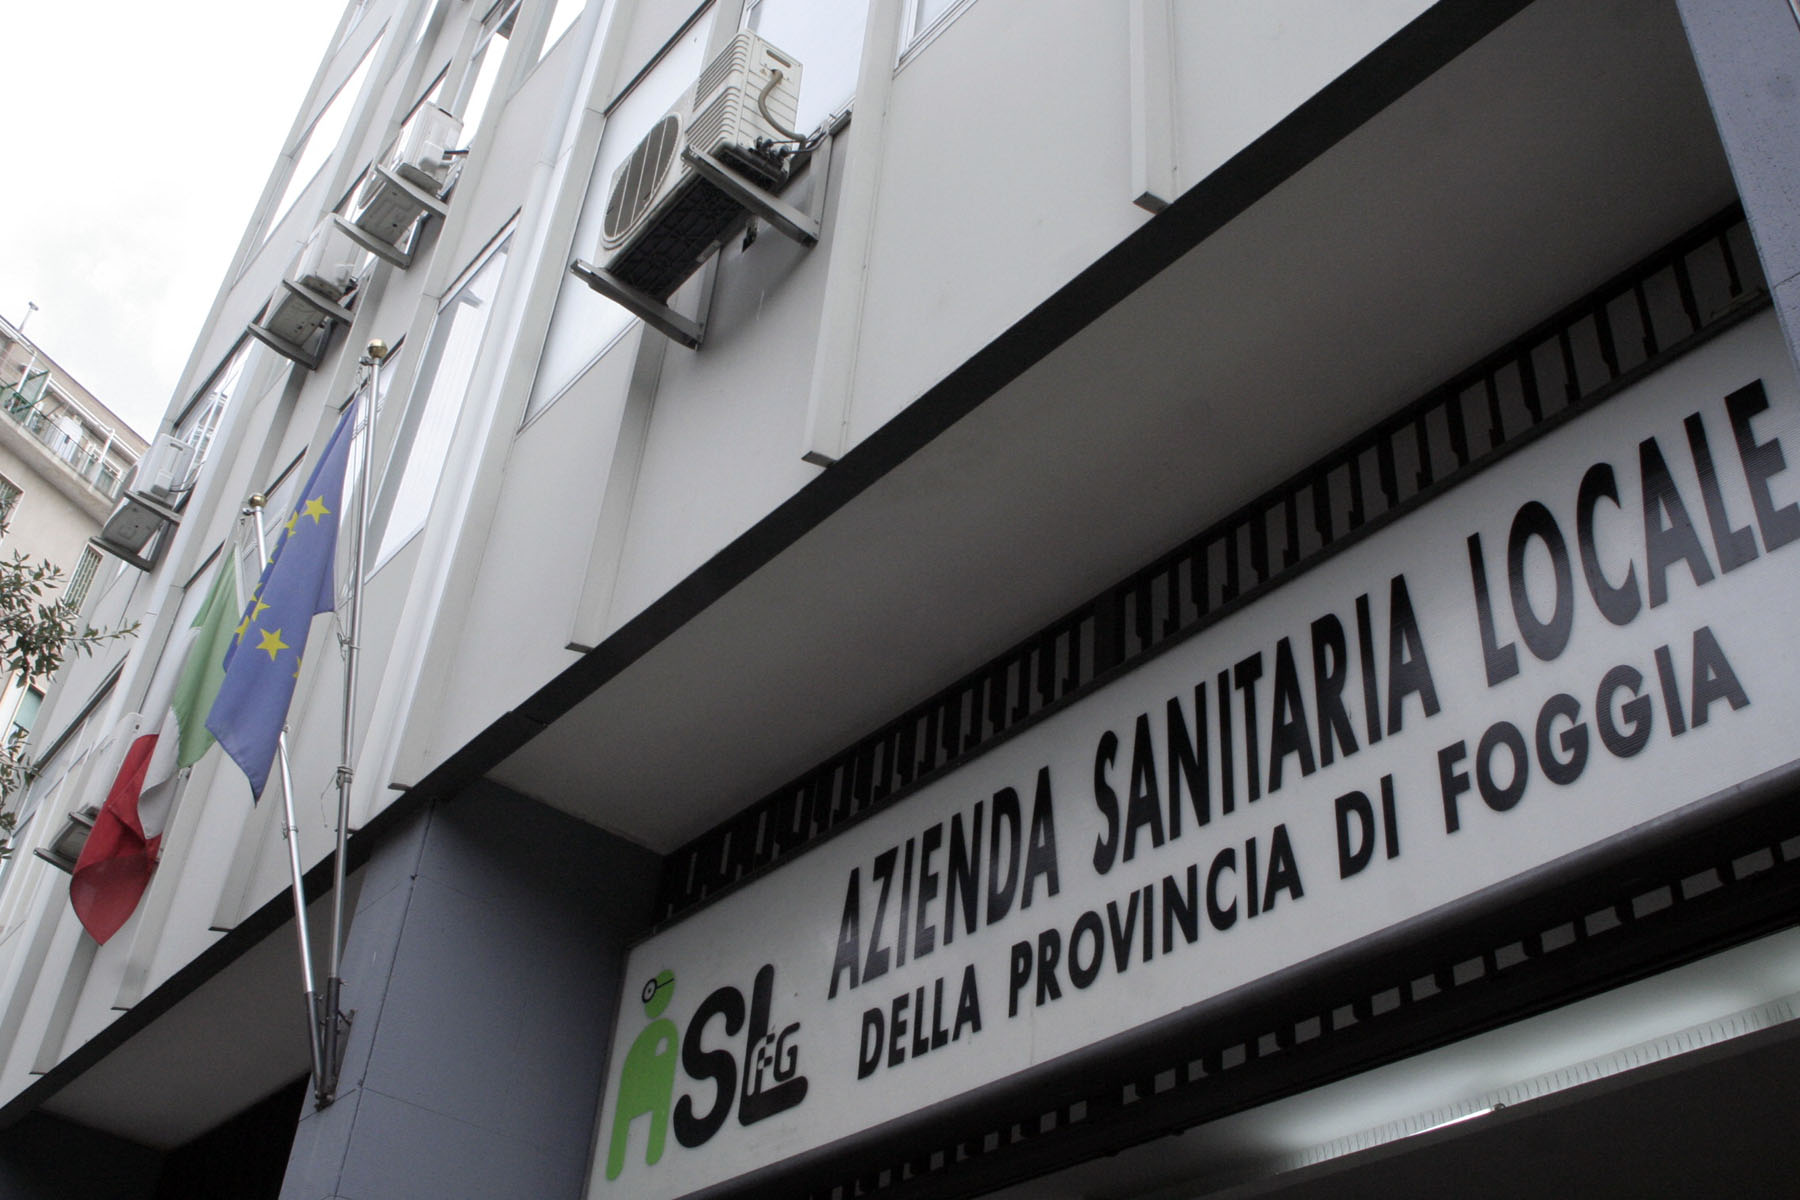 AZIENDA SANITARIA LOCALE
DELLA PROVINCIA DI FOGGIA
ASL
FG